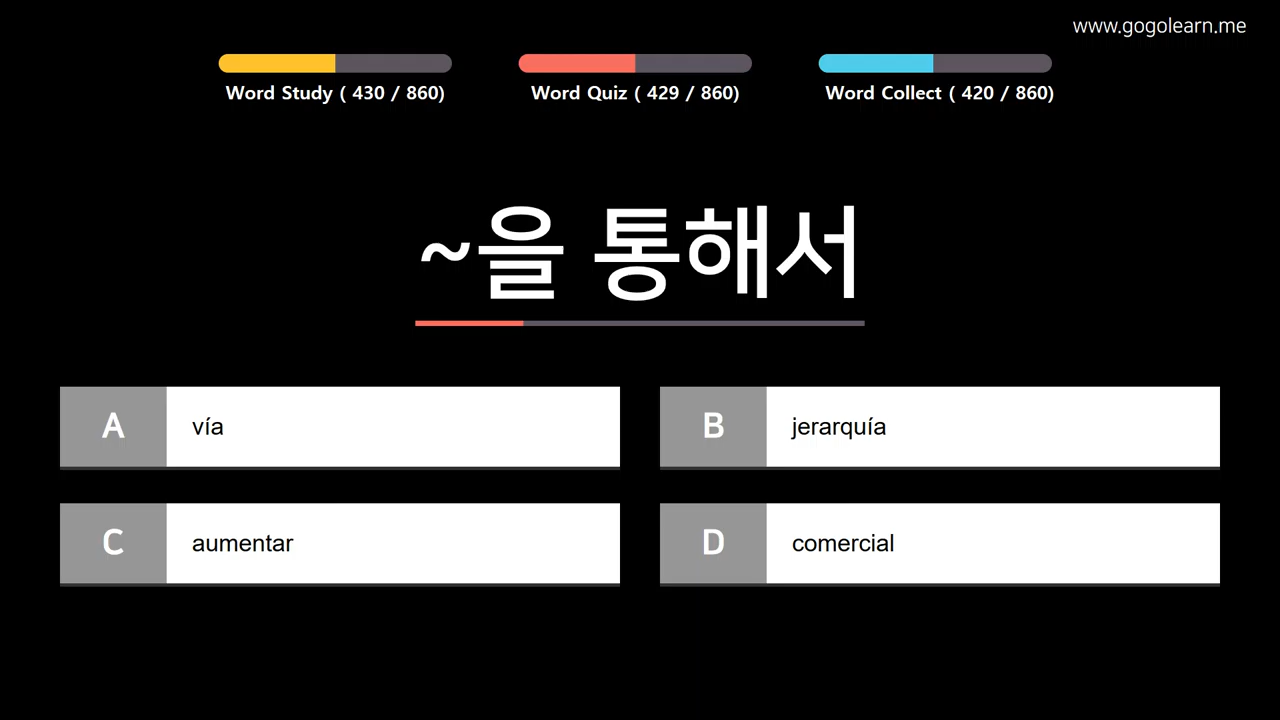 www.gogolearn.me
Word Study ( 430 / 860)
Word Quiz ( 429 / 860)
Word Collect ( 420 / 860)
~을 통해서
A vía
B jerarquía
C aumentar
D comercial